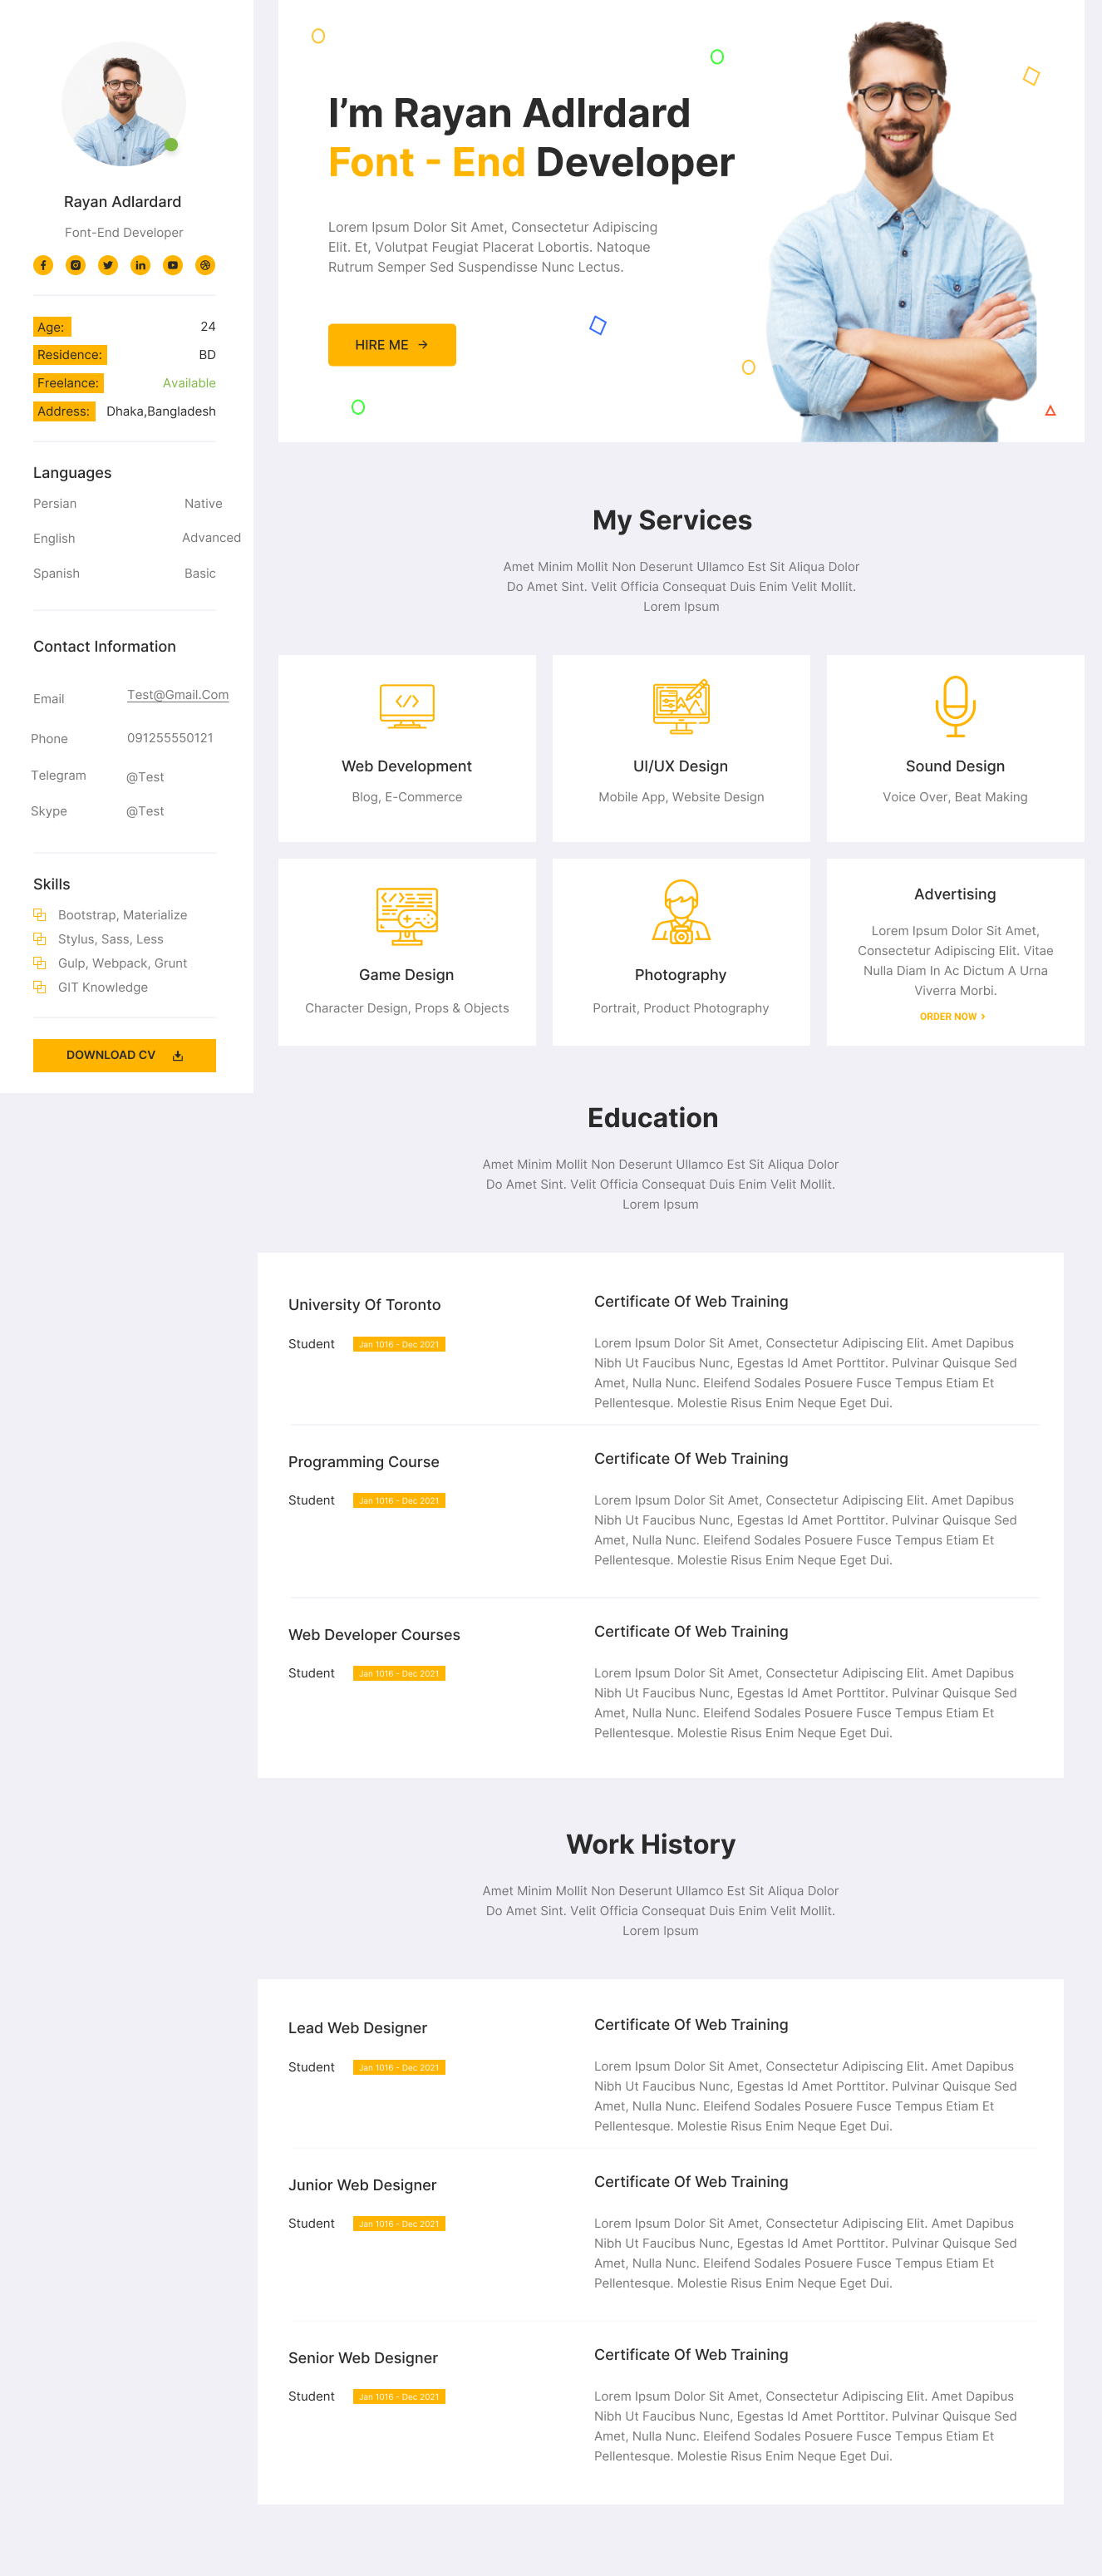 Rayan Adlardard
Font-End Developer
Age: 24
Residence: BD
Freelance: Available
Address: Dhaka,Bangladesh
Languages
Persian Native
English Advanced
Spanish Basic
Contact Information
Email Test@Gmail.Com
Phone 091255550121
Telegram @Test
Skype @Test
Skills
Bootstrap, Materialize
Stylus, Sass, Less
Gulp, Webpack, Grunt
GIT Knowledge
DOWNLOAD CV
I'm Rayan Adlrdard
Font - End Developer
Lorem Ipsum Dolor Sit Amet, Consectetur Adipiscing
Elit. Et, Volutpat Feugiat Placerat Lobortis. Natoque
Rutrum Semper Sed Suspendisse Nunc Lectus.
HIRE ME →
My Services
Amet Minim Mollit Non Deserunt Ullamco Est Sit Aliqua Dolor
Do Amet Sint. Velit Officia Consequat Duis Enim Velit Mollit.
Lorem Ipsum
Web Development
Blog, E-Commerce
UI/UX Design
Mobile App, Website Design
Sound Design
Voice Over, Beat Making
Game Design
Character Design, Props & Objects
Photography
Portrait, Product Photography
Advertising
Lorem Ipsum Dolor Sit Amet,
Consectetur Adipiscing Elit. Vitae
Nulla Diam In Ac Dictum A Urna
Viverra Morbi.
ORDER NOW >
Education
Amet Minim Mollit Non Deserunt Ullamco Est Sit Aliqua Dolor
Do Amet Sint. Velit Officia Consequat Duis Enim Velit Mollit.
Lorem Ipsum
University Of Toronto
Student Jan 1016 - Dec 2021
Certificate Of Web Training
Lorem Ipsum Dolor Sit Amet, Consectetur Adipiscing Elit. Amet Dapibus
Nibh Ut Faucibus Nunc, Egestas Id Amet Porttitor. Pulvinar Quisque Sed
Amet, Nulla Nunc. Eleifend Sodales Posuere Fusce Tempus Etiam Et
Pellentesque. Molestie Risus Enim Neque Eget Dui.
Programming Course
Student Jan 1016 - Dec 2021
Certificate Of Web Training
Lorem Ipsum Dolor Sit Amet, Consectetur Adipiscing Elit. Amet Dapibus
Nibh Ut Faucibus Nunc, Egestas Id Amet Porttitor. Pulvinar Quisque Sed
Amet, Nulla Nunc. Eleifend Sodales Posuere Fusce Tempus Etiam Et
Pellentesque. Molestie Risus Enim Neque Eget Dui.
Web Developer Courses
Student Jan 1016 - Dec 2021
Certificate Of Web Training
Lorem Ipsum Dolor Sit Amet, Consectetur Adipiscing Elit. Amet Dapibus
Nibh Ut Faucibus Nunc, Egestas Id Amet Porttitor. Pulvinar Quisque Sed
Amet, Nulla Nunc. Eleifend Sodales Posuere Fusce Tempus Etiam Et
Pellentesque. Molestie Risus Enim Neque Eget Dui.
Work History
Amet Minim Mollit Non Deserunt Ullamco Est Sit Aliqua Dolor
Do Amet Sint. Velit Officia Consequat Duis Enim Velit Mollit.
Lorem Ipsum
Lead Web Designer
Student Jan 1016 - Dec 2021
Certificate Of Web Training
Lorem Ipsum Dolor Sit Amet, Consectetur Adipiscing Elit. Amet Dapibus
Nibh Ut Faucibus Nunc, Egestas Id Amet Porttitor. Pulvinar Quisque Sed
Amet, Nulla Nunc. Eleifend Sodales Posuere Fusce Tempus Etiam Et
Pellentesque. Molestie Risus Enim Neque Eget Dui.
Junior Web Designer
Student Jan 1016 - Dec 2021
Certificate Of Web Training
Lorem Ipsum Dolor Sit Amet, Consectetur Adipiscing Elit. Amet Dapibus
Nibh Ut Faucibus Nunc, Egestas Id Amet Porttitor. Pulvinar Quisque Sed
Amet, Nulla Nunc. Eleifend Sodales Posuere Fusce Tempus Etiam Et
Pellentesque. Molestie Risus Enim Neque Eget Dui.
Senior Web Designer
Student Jan 1016 - Dec 2021
Certificate Of Web Training
Lorem Ipsum Dolor Sit Amet, Consectetur Adipiscing Elit. Amet Dapibus
Nibh Ut Faucibus Nunc, Egestas Id Amet Porttitor. Pulvinar Quisque Sed
Amet, Nulla Nunc. Eleifend Sodales Posuere Fusce Tempus Etiam Et
Pellentesque. Molestie Risus Enim Neque Eget Dui.